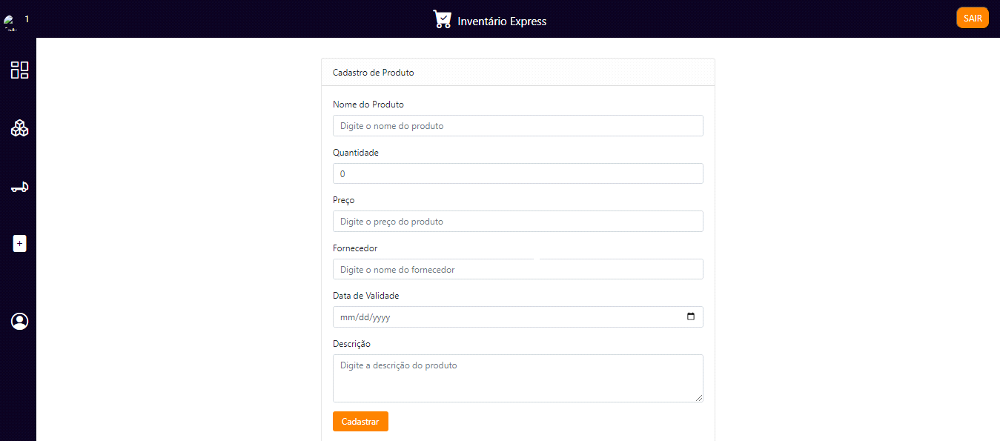 1
Inventário Express
SAIR
Cadastro de Produto
Nome do Produto
Digite o nome do produto
Quantidade
0
Preço
Digite o preço do produto
Fornecedor
Digite o nome do fornecedor
Data de Validade
mm/dd/yyyy
Descrição
Digite a descrição do produto
Cadastrar